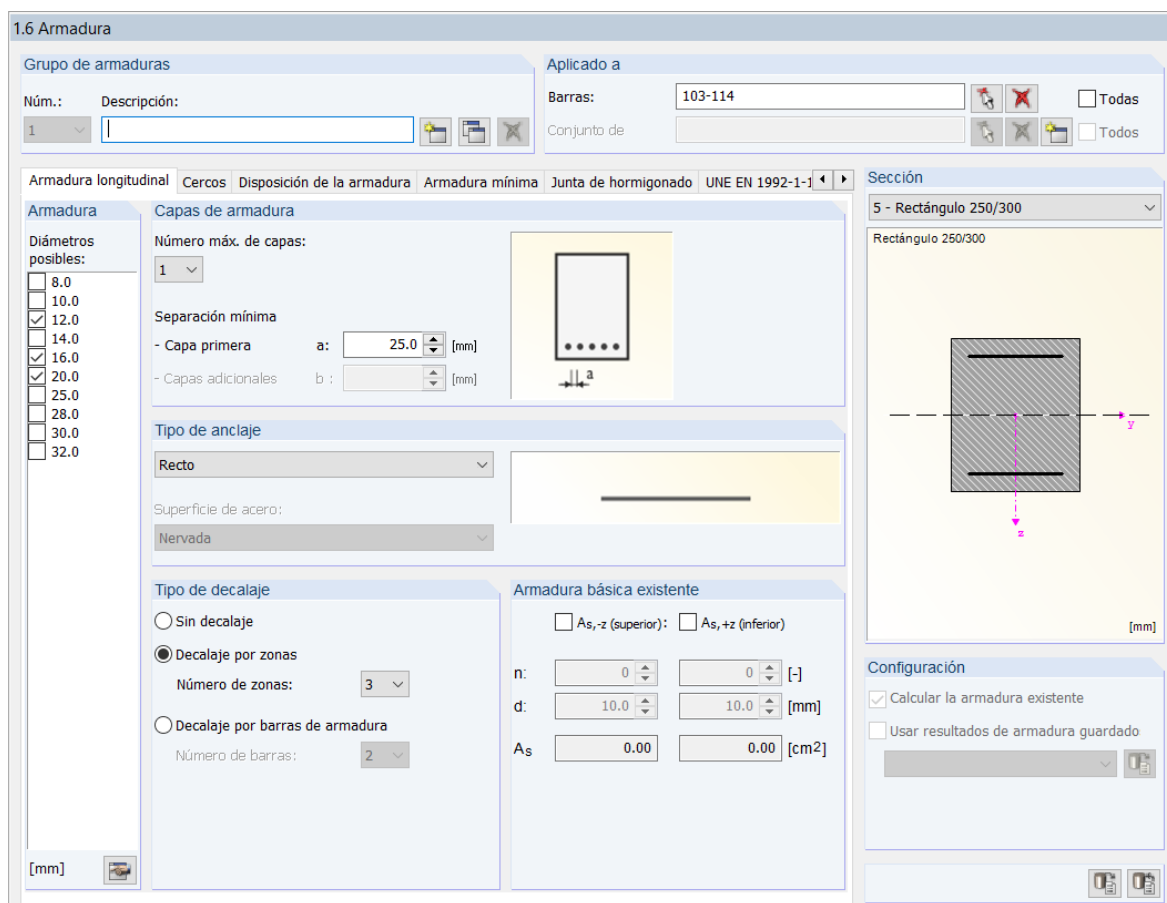 1.6 Armadura
Grupo de armaduras
Núm.: Descripción:
1
Aplicado a
Barras: 103-114 Todas
Conjunto de Todos
Armadura longitudinal Cercos Disposición de la armadura Armadura mínima Junta de hormigonado UNE EN 1992-1-1
Armadura
Diámetros
posibles:
8.0
10.0
12.0
14.0
16.0
20.0
25.0
28.0
30.0
32.0
[mm]
Capas de armadura
Número máx. de capas:
1
Separación mínima
- Capa primera a: 25.0 [mm]
- Capas adicionales b : [mm]
a
Tipo de anclaje
Recto
Superficie de acero:
Nervada
Tipo de decalaje
Sin decalaje
Decalaje por zonas
Número de zonas: 3
Decalaje por barras de armadura
Número de barras: 2
Armadura básica existente
As,-z (superior): As,+z (inferior)
n: 0 0 [-]
d: 10.0 10.0 [mm]
As 0.00 0.00 [cm2]
Sección
5 - Rectángulo 250/300
Rectángulo 250/300
y
z
[mm]
Configuración
Calcular la armadura existente
Usar resultados de armadura guardado